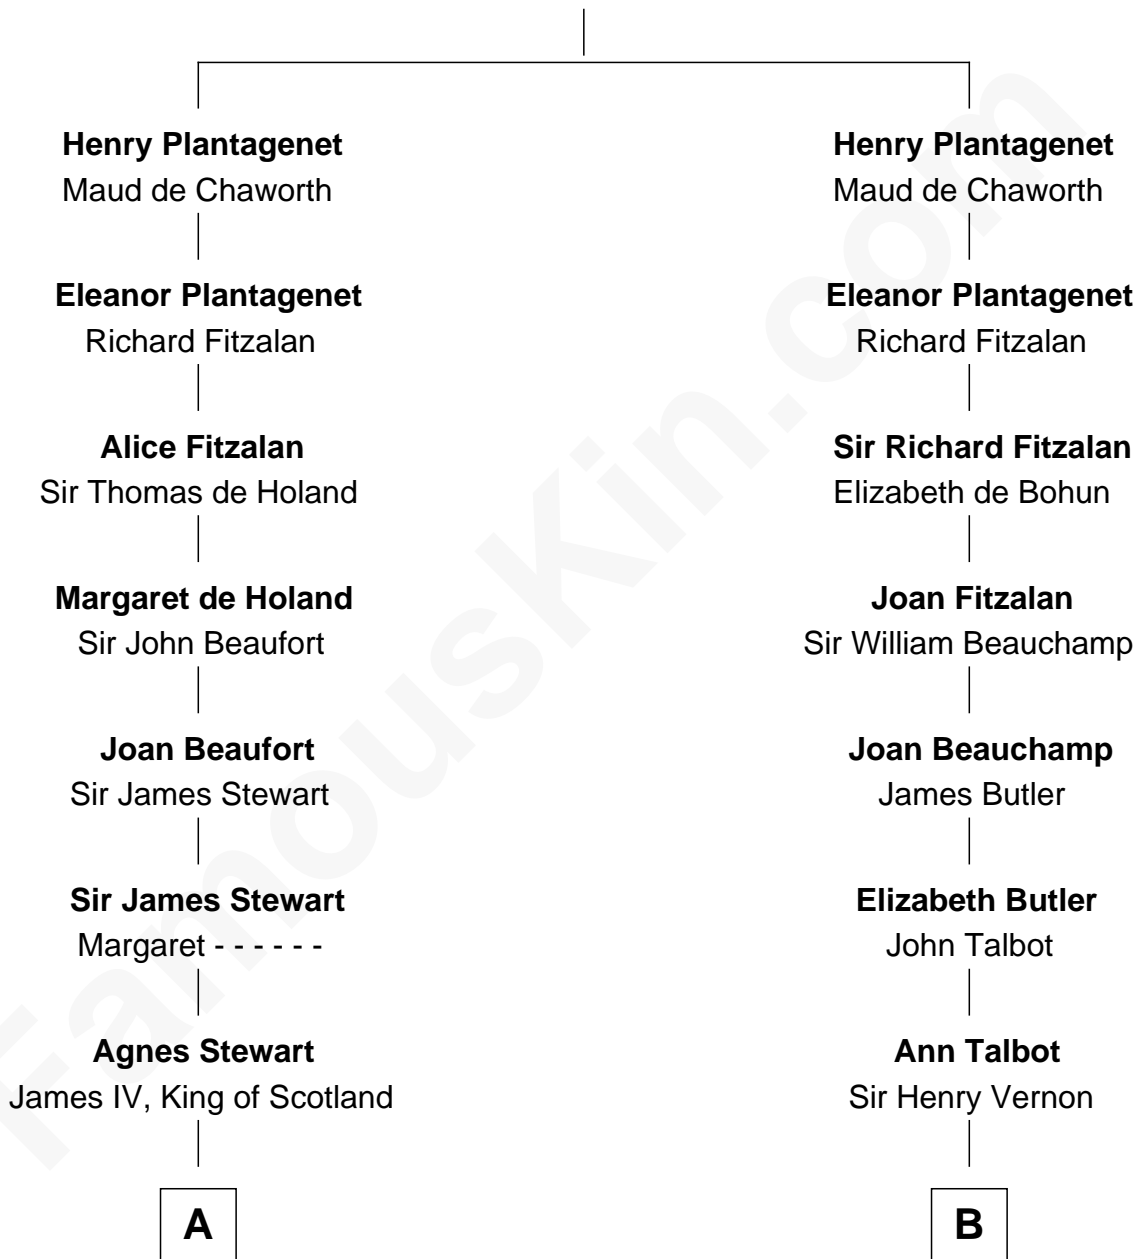 Henry Plantagenet
Maud de Chaworth
Eleanor Plantagenet
Richard Fitzalan
Alice Fitzalan
Sir Thomas de Holand
Margaret de Holand
Sir John Beaufort
Joan Beaufort
Sir James Stewart
Sir James Stewart
Margaret - - - - - -
Agnes Stewart
James IV, King of Scotland
A
Henry Plantagenet
Maud de Chaworth
Eleanor Plantagenet
Richard Fitzalan
Sir Richard Fitzalan
Elizabeth de Bohun
Joan Fitzalan
Sir William Beauchamp
Joan Beauchamp
James Butler
Elizabeth Butler
John Talbot
Ann Talbot
Sir Henry Vernon
B
FamousKin.com